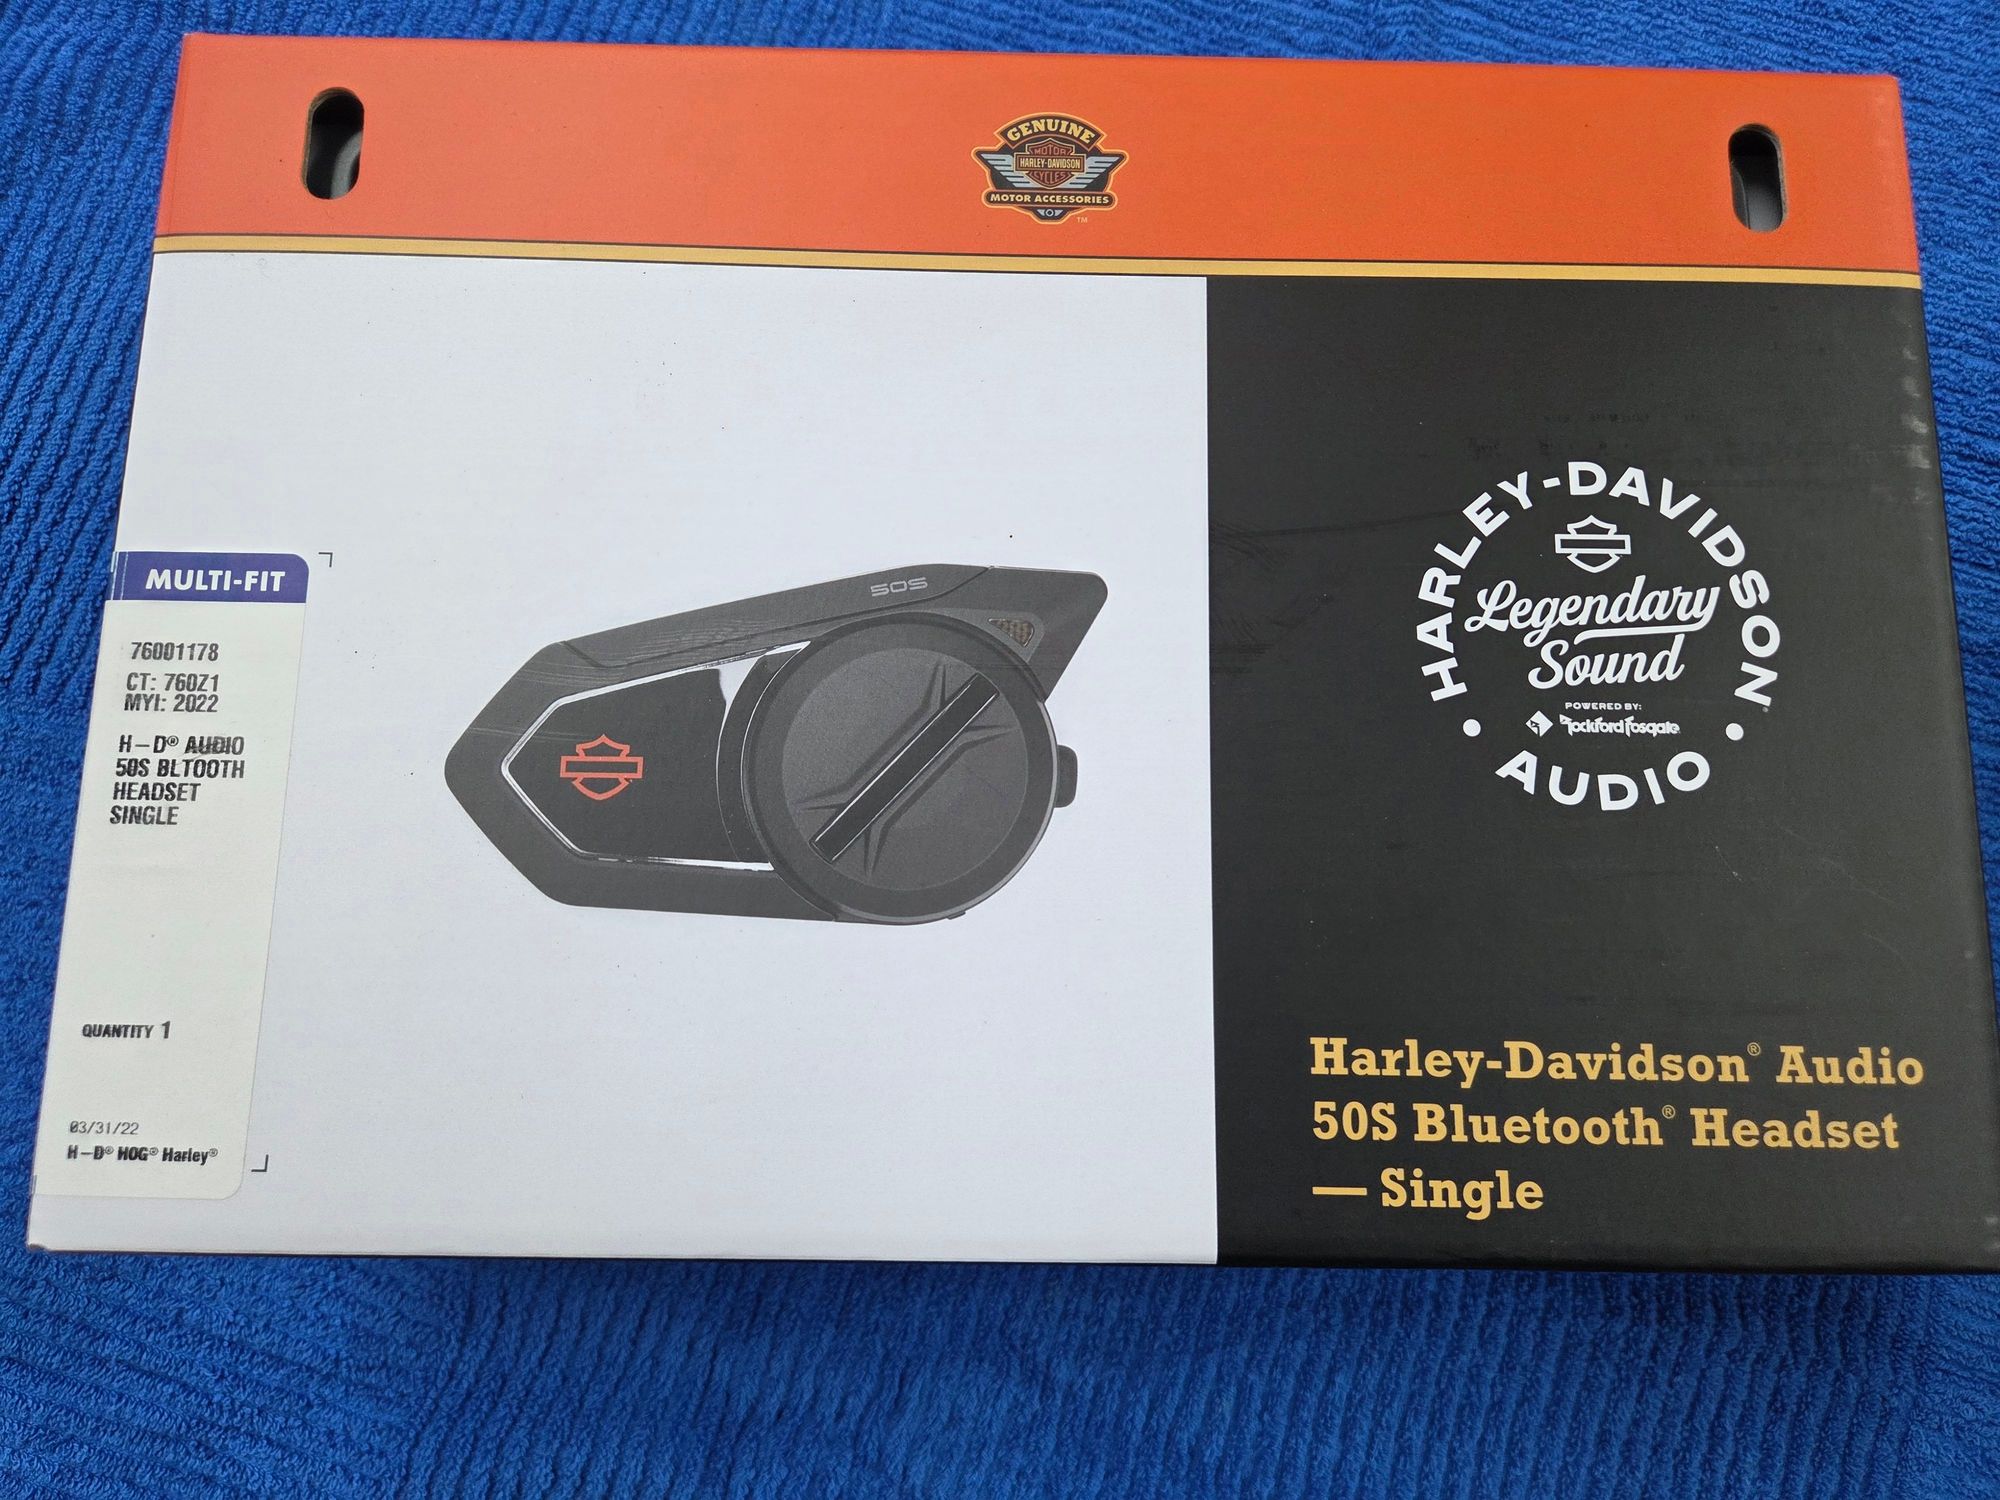 GENUINE
MOTOR
HARLEY-DAVIDSON
CYCLES
MOTOR ACCESSORIES
TM
MULTI-FIT
76001178
CT: 760Z1
MYI: 2022
H-D® AUDIO
50S BLTOOTH
HEADSET
SINGLE
QUANTITY 1
03/31/22
H-D® HOG® Harley®
50S
HARLEY-DAVIDSON®
Legendary
Sound
POWERED BY:
Rockford Fosgate
• AUDIO •
Harley-Davidson® Audio
50S Bluetooth® Headset
— Single